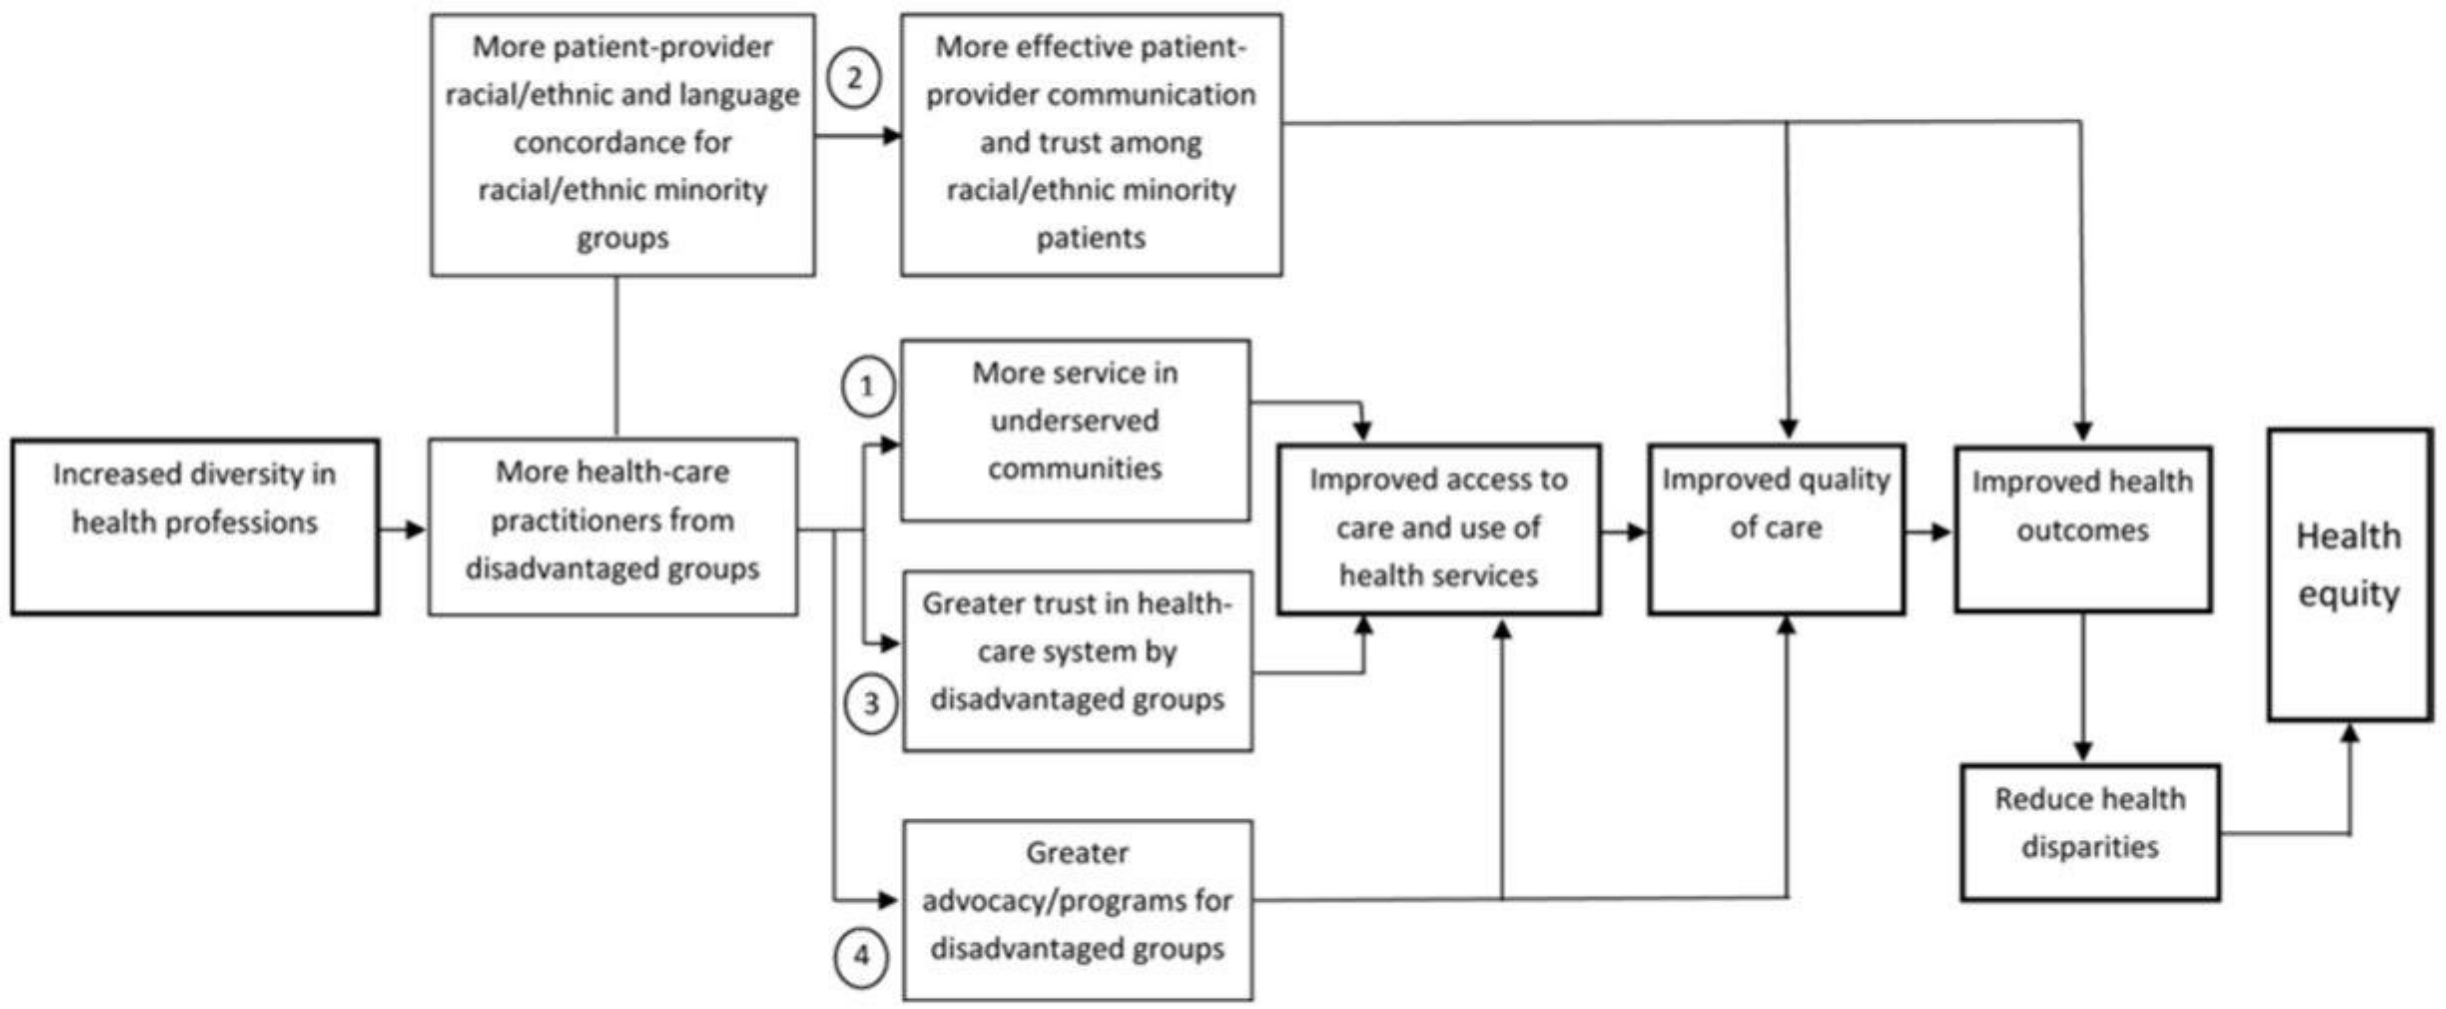 More patient-provider
racial/ethnic and language
concordance for
racial/ethnic minority
groups
2
More effective patient-
provider communication
and trust among
racial/ethnic minority
patients
1
More service in
underserved
communities
Increased diversity in
health professions
More health-care
practitioners from
disadvantaged groups
Improved access to
care and use of
health services
Improved quality
of care
Improved health
outcomes
Health
equity
Greater trust in health-
care system by
disadvantaged groups
3
Reduce health
disparities
Greater
advocacy/programs for
disadvantaged groups
4